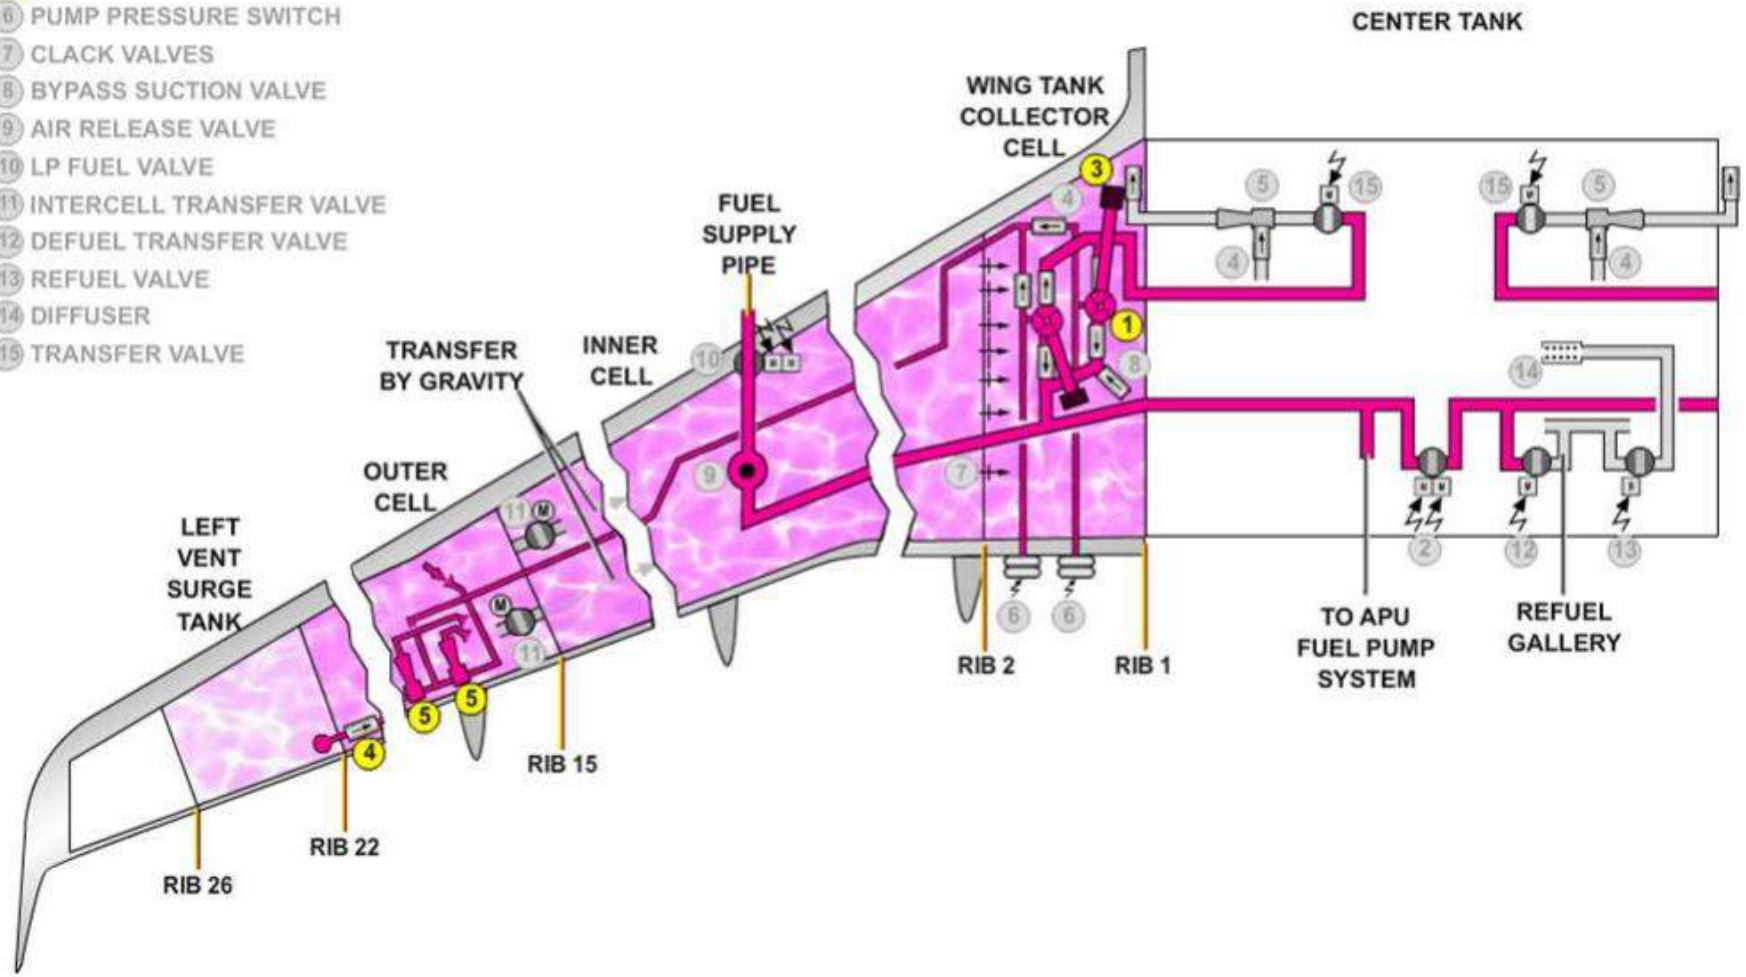 6 PUMP PRESSURE SWITCH
7 CLACK VALVES
8 BYPASS SUCTION VALVE
9 AIR RELEASE VALVE
10 LP FUEL VALVE
11 INTERCELL TRANSFER VALVE
12 DEFUEL TRANSFER VALVE
13 REFUEL VALVE
14 DIFFUSER
15 TRANSFER VALVE
CENTER TANK
WING TANK
COLLECTOR
CELL
3
4
5
15
15
5
4
4
FUEL
SUPPLY
PIPE
1
8
10
14
TRANSFER
BY GRAVITY
INNER
CELL
9
7
OUTER
CELL
11
M
LEFT
VENT
SURGE
TANK
M
11
2
12
13
6
6
TO APU
FUEL PUMP
SYSTEM
REFUEL
GALLERY
RIB 2
RIB 1
5
5
4
RIB 15
RIB 22
RIB 26